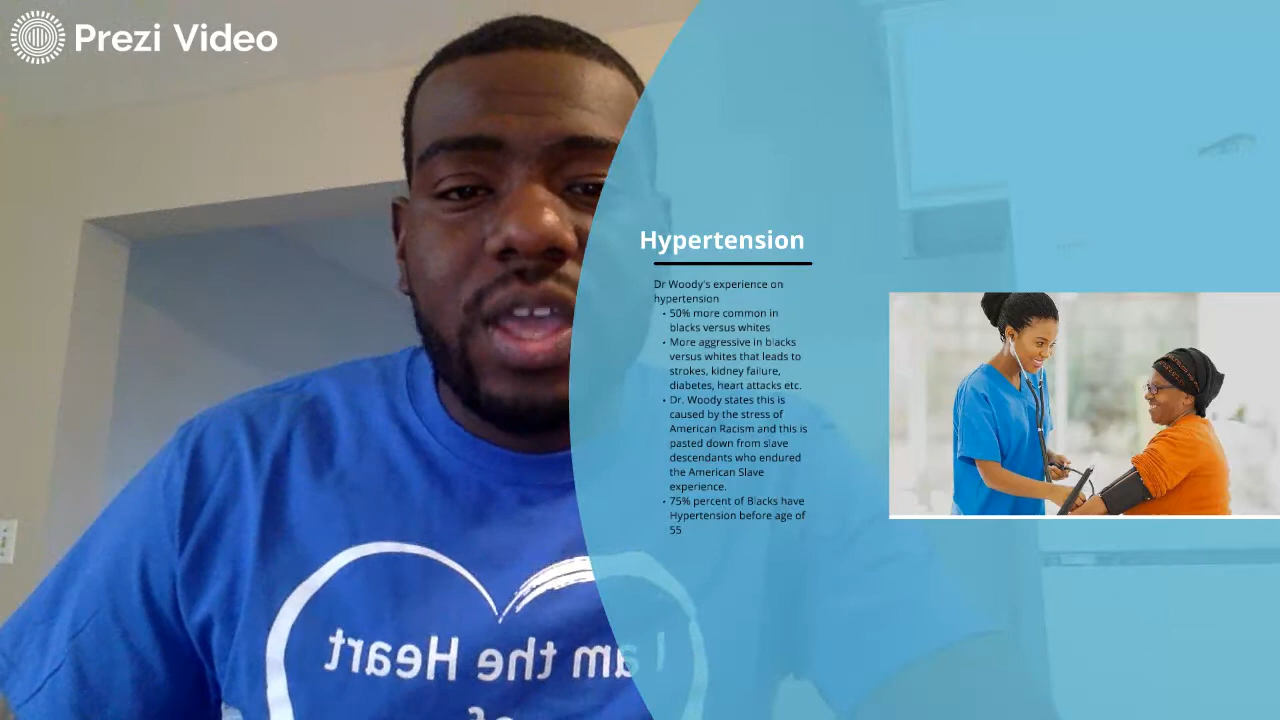 Prezi Video
Hypertension
Dr Woody's experience on
hypertension
• 50% more common in
blacks versus whites
• More aggressive in blacks
versus whites that leads to
strokes, kidney failure,
diabetes, heart attacks etc.
• Dr. Woody states this is
caused by the stress of
American Racism and this is
pasted down from slave
descendants who endured
the American Slave
experience.
• 75% percent of Blacks have
Hypertension before age of
55
I am the Heart
of